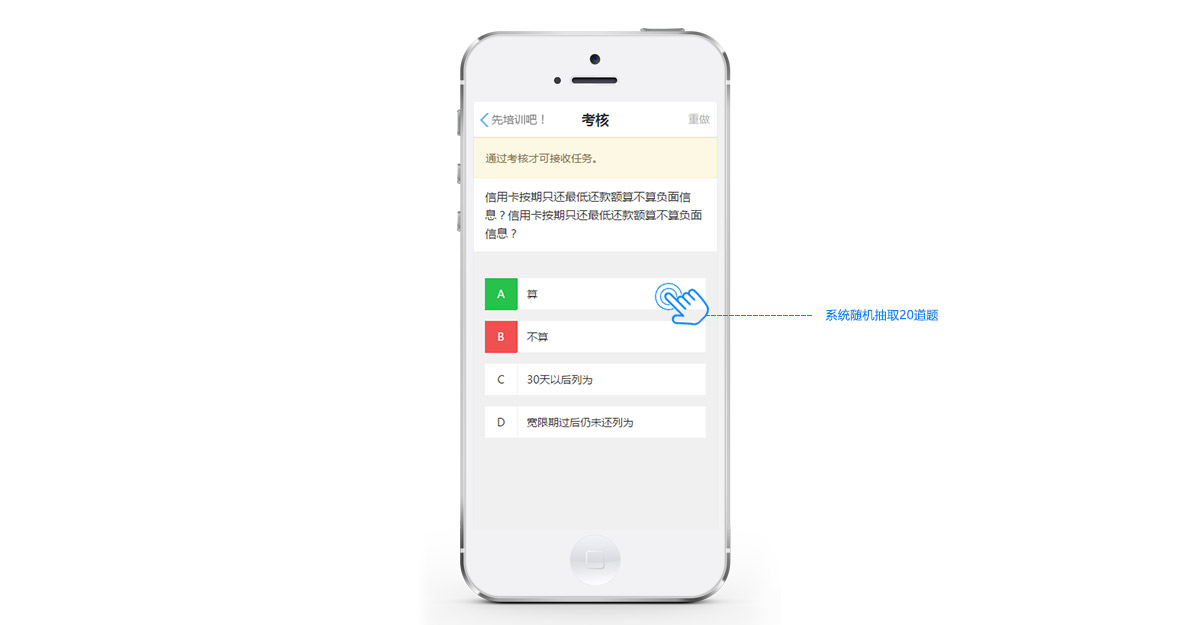 先培训吧！
考核
重做
通过考核才可接收任务。
信用卡按期只还最低还款额算不算负面信
息？信用卡按期只还最低还款额算不算负面
信息？
A 算
B 不算
C 30天以后列为
D 宽限期过后仍未还列为
系统随机抽取20道题